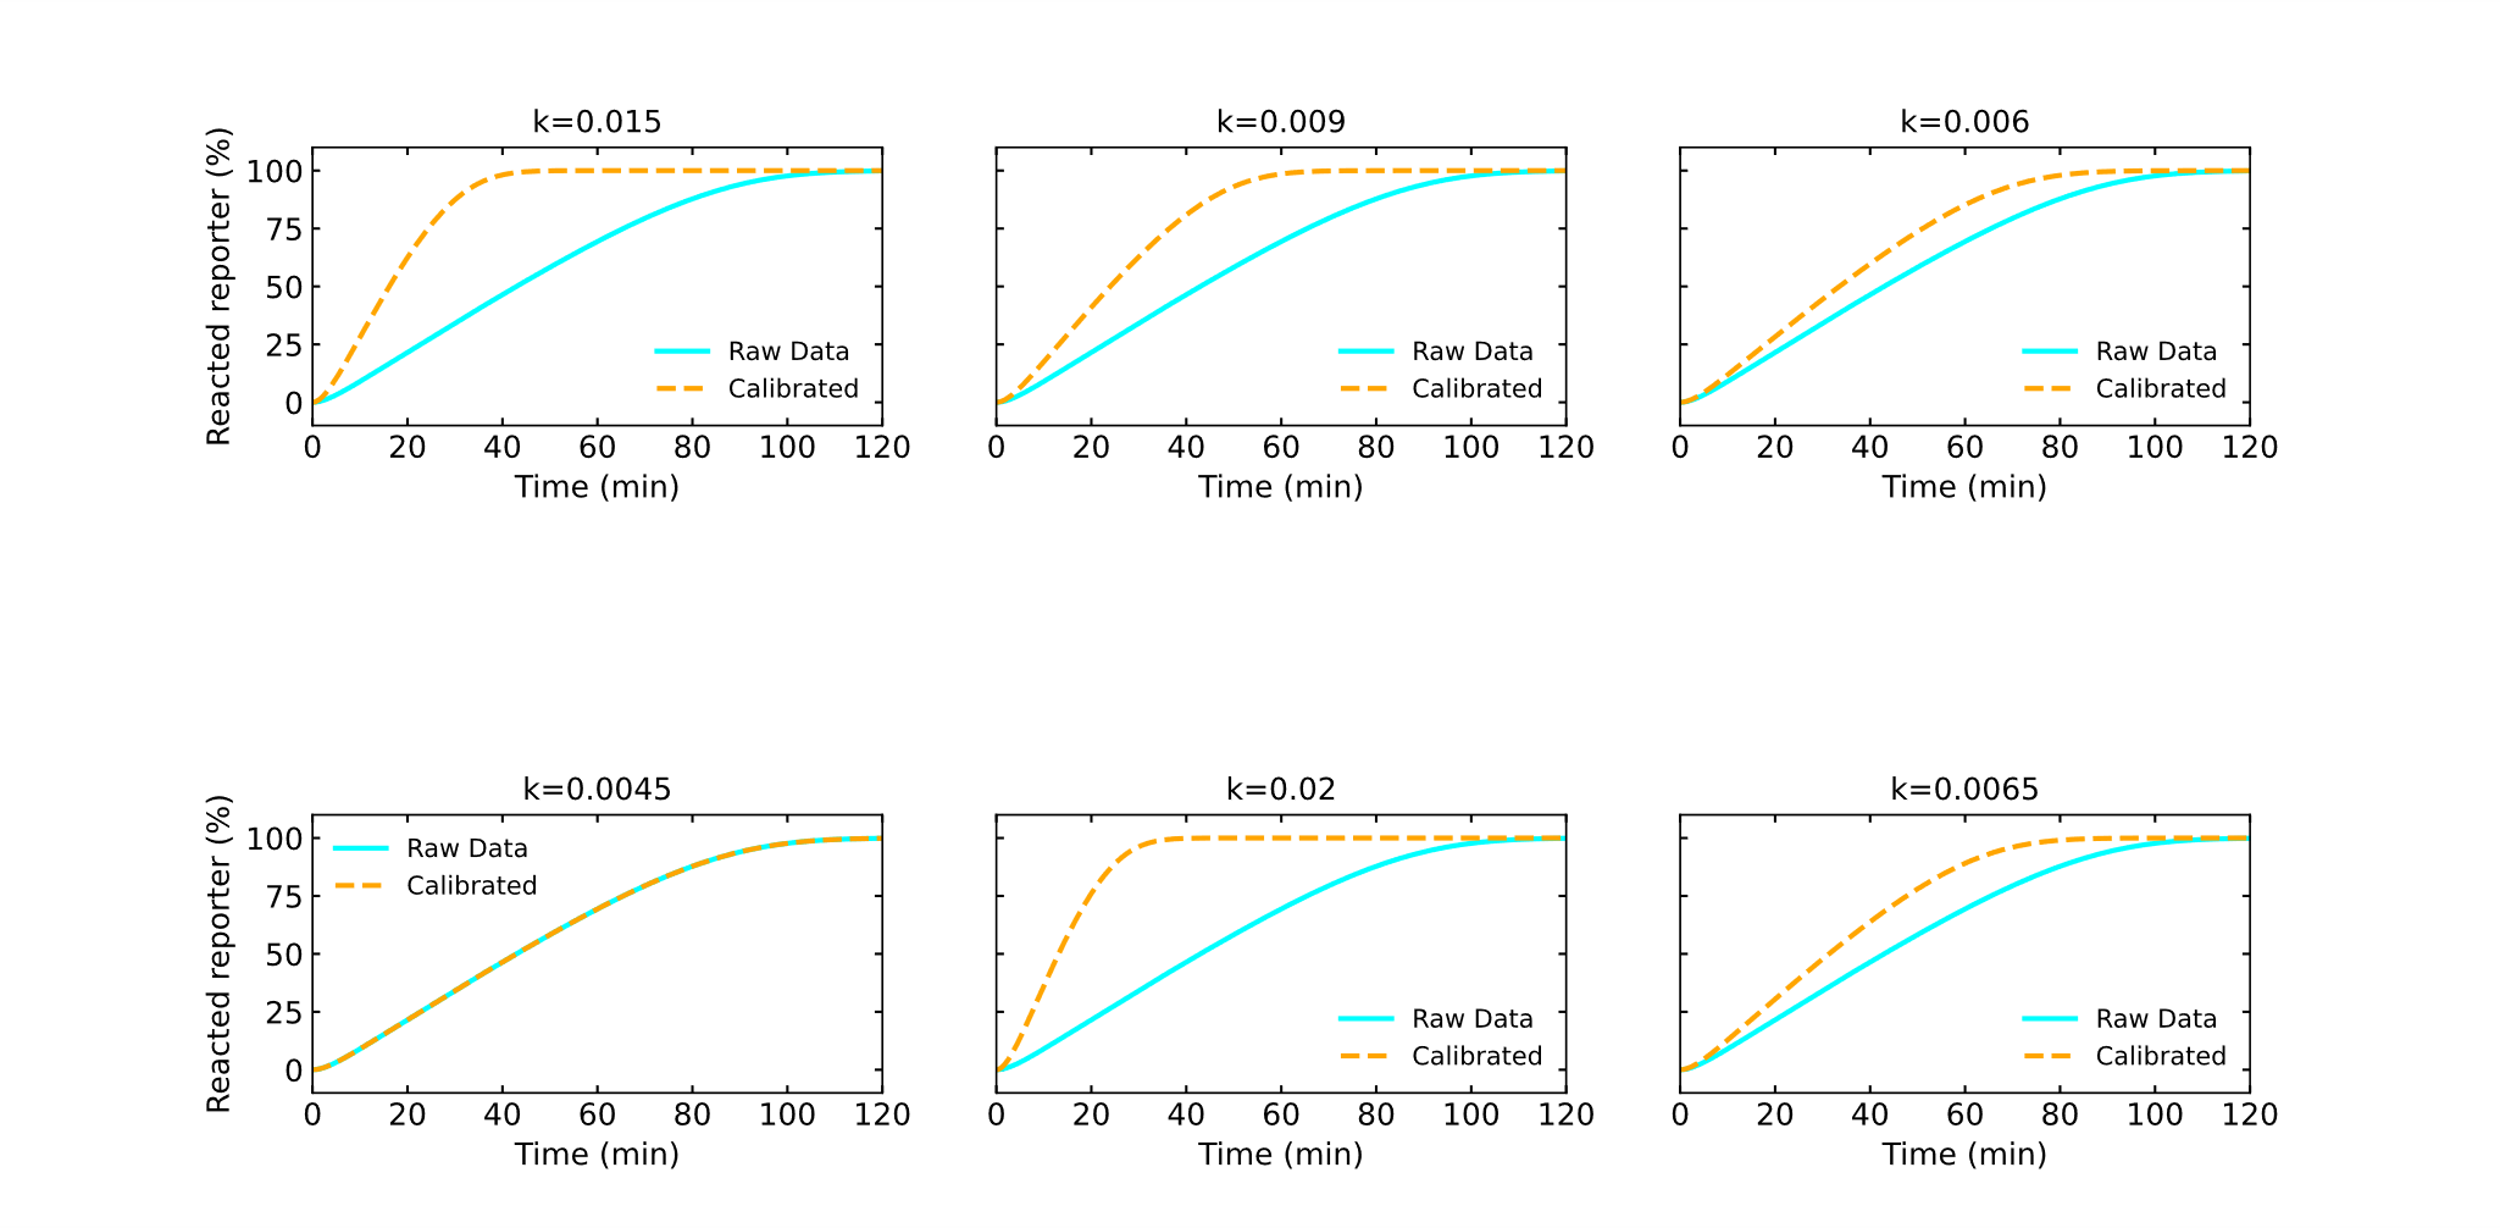 k=0.015
k=0.009
k=0.006
Reacted reporter (%)
100
75
50
25
0
Raw Data
Calibrated
Raw Data
Calibrated
Raw Data
Calibrated
0 20 40 60 80 100 120
0 20 40 60 80 100 120
0 20 40 60 80 100 120
Time (min)
Time (min)
Time (min)
k=0.0045
k=0.02
k=0.0065
Reacted reporter (%)
100
75
50
25
0
Raw Data
Calibrated
Raw Data
Calibrated
Raw Data
Calibrated
0 20 40 60 80 100 120
0 20 40 60 80 100 120
0 20 40 60 80 100 120
Time (min)
Time (min)
Time (min)